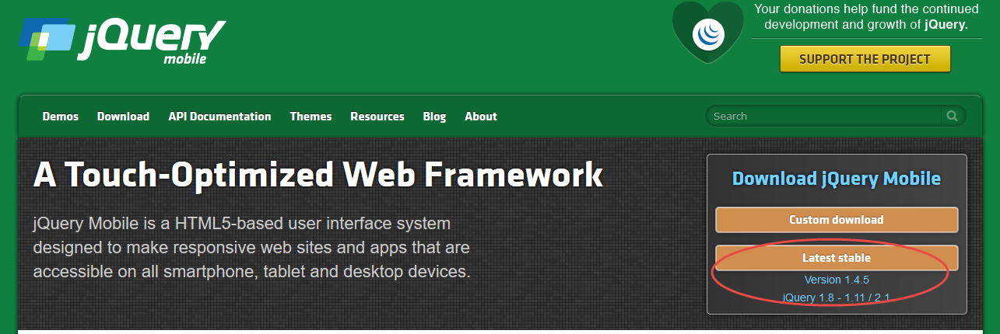 jQuery
mobile
Your donations help fund the continued
development and growth of jQuery.
SUPPORT THE PROJECT
Demos Download API Documentation Themes Resources Blog About
Search
A Touch-Optimized Web Framework
jQuery Mobile is a HTML5-based user interface system
designed to make responsive web sites and apps that are
accessible on all smartphone, tablet and desktop devices.
Download jQuery Mobile
Custom download
Latest stable
Version 1.4.5
jQuery 1.8 - 1.11 / 2.1